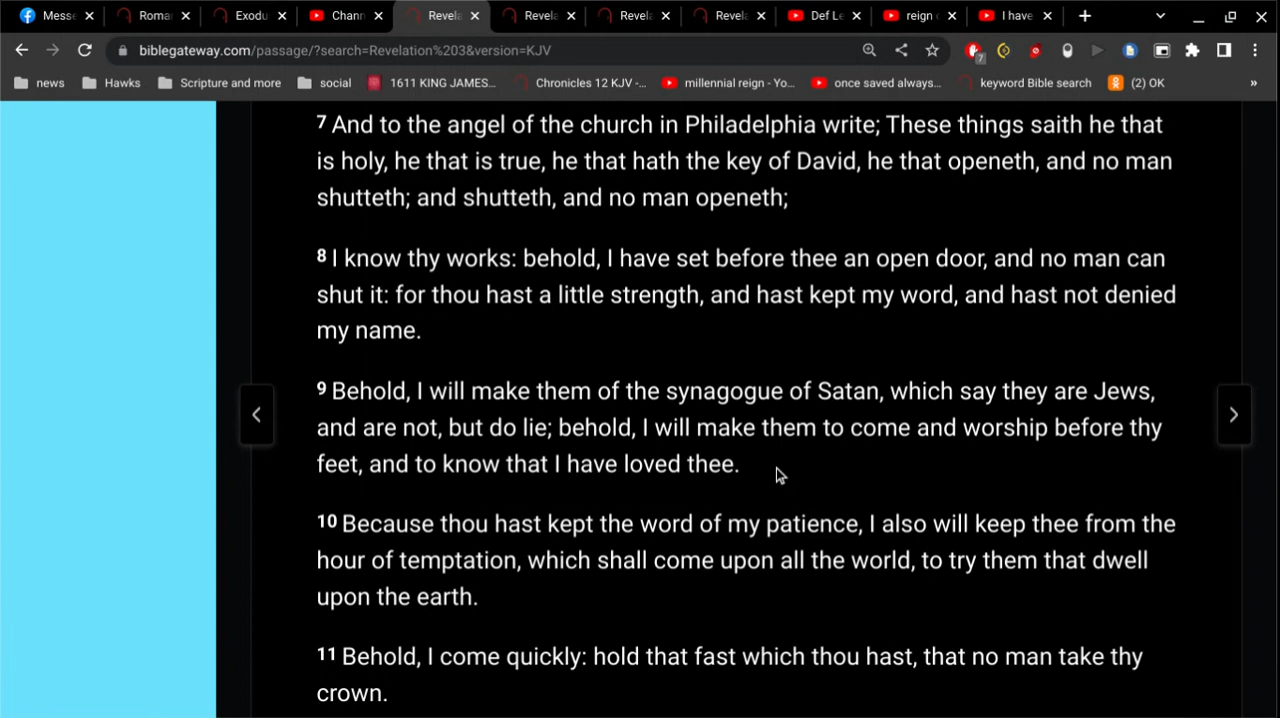 Messe
Roma
Exodu
Chann
Revela
Revela
Revela
Revela
Def Le
reign o
I have
biblegateway.com/passage/?search=Revelation%203&version=KJV
7
news
Hawks
Scripture and more
social
1611 KING JAMES...
Chronicles 12 KJV -...
millennial reign - Yo...
once saved always...
keyword Bible search
(2) OK
»
7 And to the angel of the church in Philadelphia write; These things saith he that
is holy, he that is true, he that hath the key of David, he that openeth, and no man
shutteth; and shutteth, and no man openeth;
8 I know thy works: behold, I have set before thee an open door, and no man can
shut it: for thou hast a little strength, and hast kept my word, and hast not denied
my name.
9 Behold, I will make them of the synagogue of Satan, which say they are Jews,
and are not, but do lie; behold, I will make them to come and worship before thy
feet, and to know that I have loved thee.
10 Because thou hast kept the word of my patience, I also will keep thee from the
hour of temptation, which shall come upon all the world, to try them that dwell
upon the earth.
11 Behold, I come quickly: hold that fast which thou hast, that no man take thy
crown.